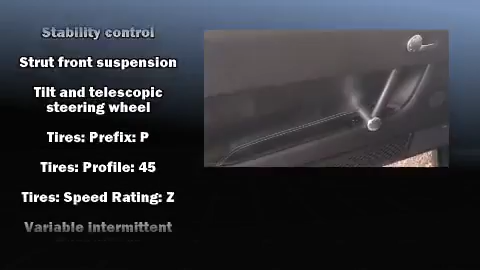 Stability control
Strut front suspension
Tilt and telescopic
steering wheel
Tires: Prefix: P
Tires: Profile: 45
Tires: Speed Rating: Z
Variable intermittent